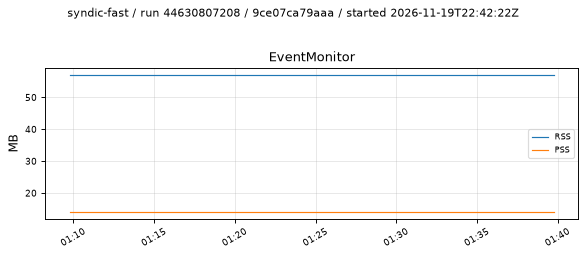 syndic-fast / run 44630807208 / 9ce07ca79aaa / started 2026-11-19T22:42:22Z
EventMonitor
MB
50
40
30
20
RSS
PSS
01:10
01:15
01:20
01:25
01:30
01:35
01:40